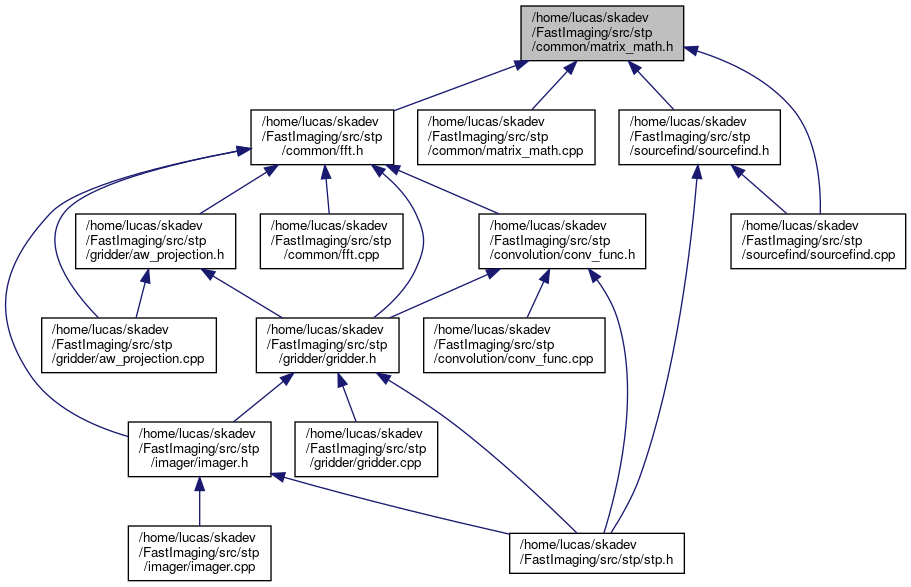 /home/lucas/skadev
/FastImaging/src/stp
/common/matrix_math.h
/home/lucas/skadev
/FastImaging/src/stp
/common/fft.h
/home/lucas/skadev
/FastImaging/src/stp
/common/matrix_math.cpp
/home/lucas/skadev
/FastImaging/src/stp
/sourcefind/sourcefind.h
/home/lucas/skadev
/FastImaging/src/stp
/gridder/aw_projection.h
/home/lucas/skadev
/FastImaging/src/stp
/common/fft.cpp
/home/lucas/skadev
/FastImaging/src/stp
/convolution/conv_func.h
/home/lucas/skadev
/FastImaging/src/stp
/sourcefind/sourcefind.cpp
/home/lucas/skadev
/FastImaging/src/stp
/gridder/aw_projection.cpp
/home/lucas/skadev
/FastImaging/src/stp
/gridder/gridder.h
/home/lucas/skadev
/FastImaging/src/stp
/convolution/conv_func.cpp
/home/lucas/skadev
/FastImaging/src/stp
/imager/imager.h
/home/lucas/skadev
/FastImaging/src/stp
/gridder/gridder.cpp
/home/lucas/skadev
/FastImaging/src/stp
/imager/imager.cpp
/home/lucas/skadev
/FastImaging/src/stp/stp.h